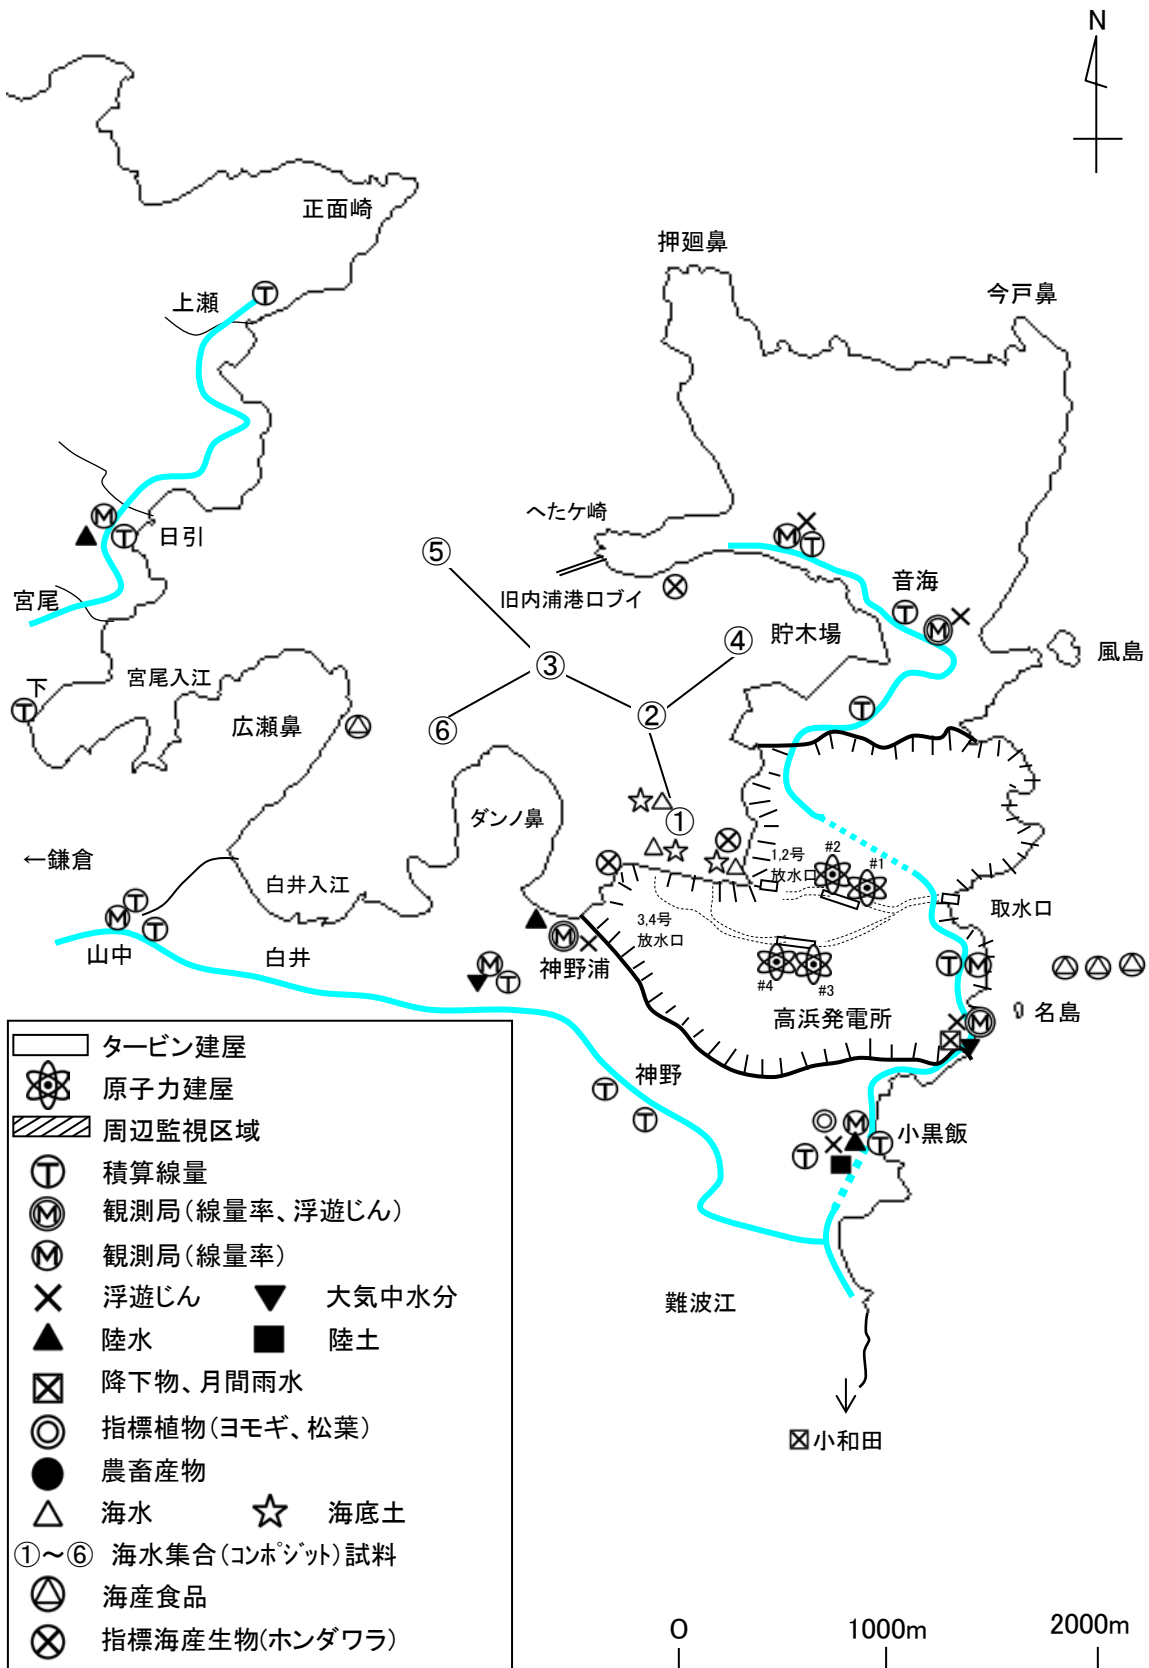 N
正面崎
押廻鼻
今戸鼻
上瀬
T
へたケ崎
M
T
日引
M
T
⑤
旧内浦港口ブイ
音海
T
M
宮尾
貯木場
④
風島
下
T
宮尾入江
③
広瀬鼻
⑥
②
T
ダンノ鼻
①
←鎌倉
白井入江
1,2号
放水口
#2
#1
取水口
T
M
T
山中
白井
M
神野浦
3,4号
放水口
M
T
#4
#3
T
M
高浜発電所
名島
M
神野
T
T
小黒飯
M
T
T
難波江
小和田
タービン建屋
原子力建屋
周辺監視区域
T 積算線量
M 観測局(線量率、浮遊じん)
M 観測局(線量率)
浮遊じん 大気中水分
陸水 陸土
降下物、月間雨水
指標植物(ヨモギ、松葉)
農畜産物
海水 海底土
①～⑥ 海水集合(コンポジット)試料
海産食品
指標海産生物(ホンダワラ)
O 1000m 2000m